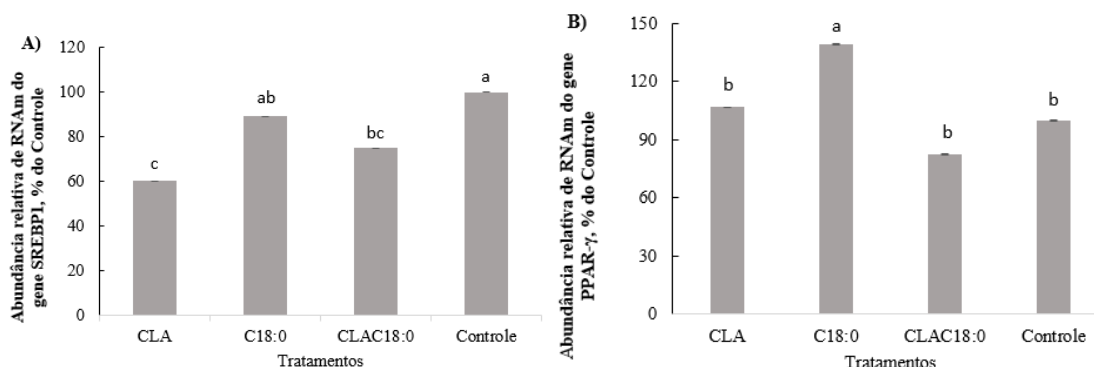 A)
Abundância relativa de RNAm do
gene SREBP1, % do Controle
120
100
80
60
40
20
0
c
ab
bc
a
CLA
C18:0
CLAC18:0
Controle
Tratamentos
B)
Abundância relativa de RNAm do gene
PPAR-γ, % do Controle
150
120
90
60
30
0
b
a
b
b
CLA
C18:0
CLAC18:0
Controle
Tratamentos